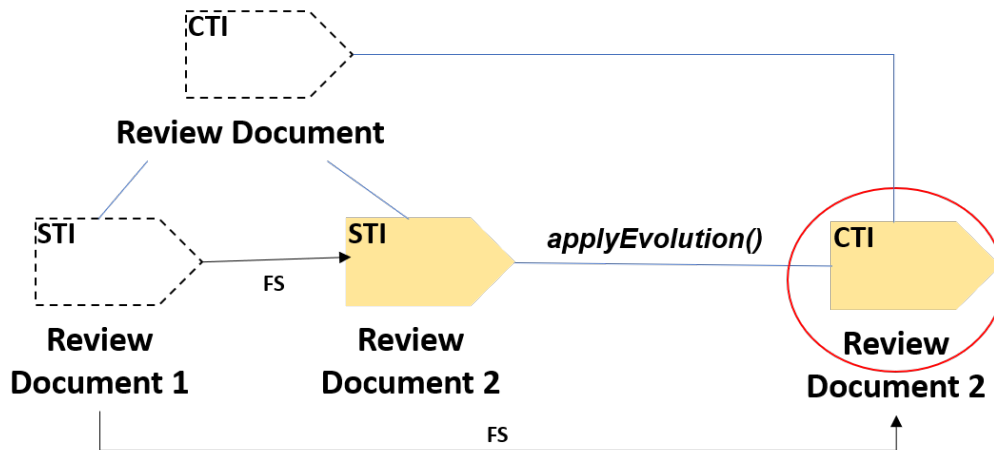 CTI
Review Document
STI
STI
applyEvolution()
CTI
FS
Review
Document 1
Review
Document 2
Review
Document 2
FS